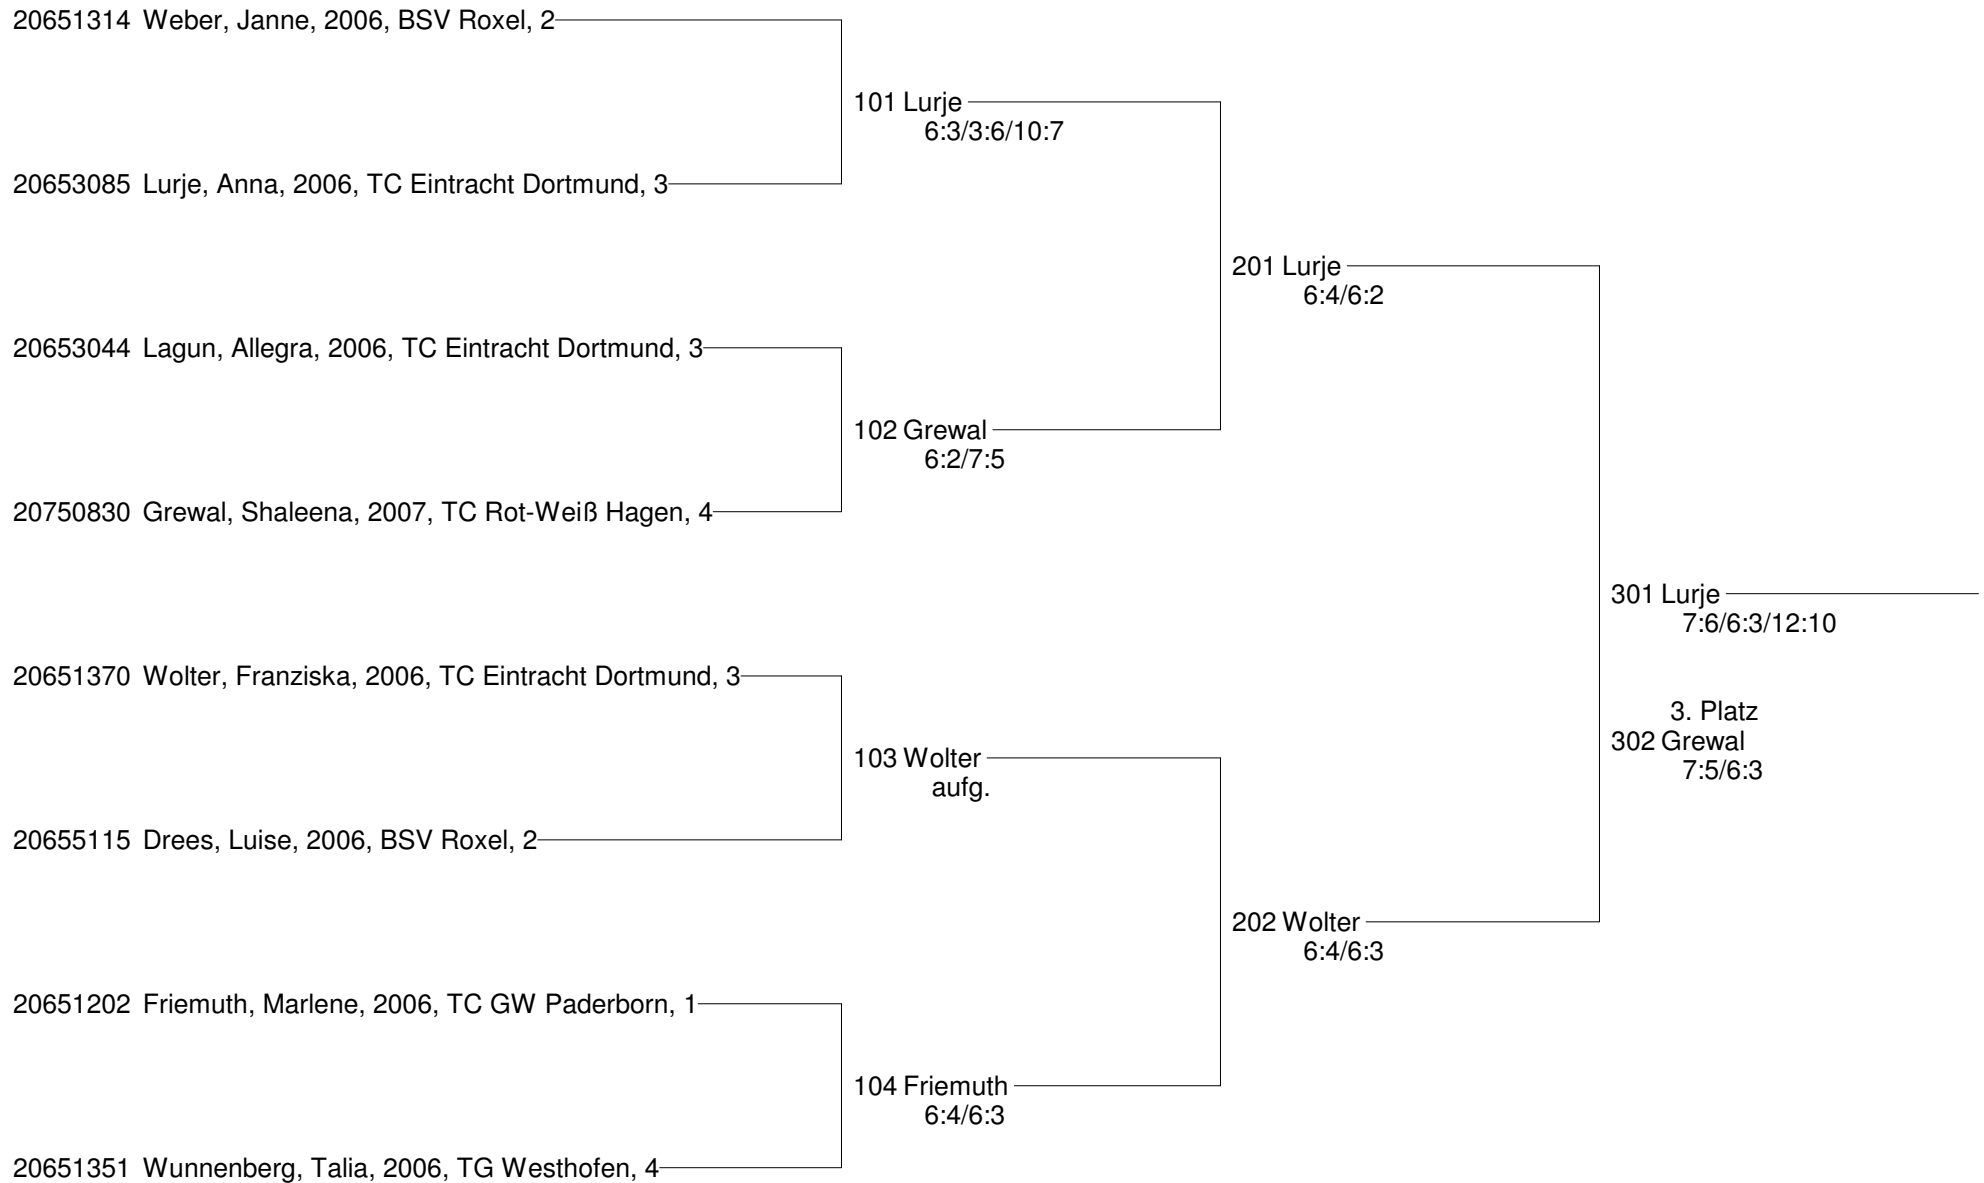 20651314 Weber, Janne, 2006, BSV Roxel, 2
101 Lurje
6:3/3:6/10:7
20653085 Lurje, Anna, 2006, TC Eintracht Dortmund, 3
201 Lurje
6:4/6:2
20653044 Lagun, Allegra, 2006, TC Eintracht Dortmund, 3
102 Grewal
6:2/7:5
20750830 Grewal, Shaleena, 2007, TC Rot-Weiß Hagen, 4
301 Lurje
7:6/6:3/12:10
20651370 Wolter, Franziska, 2006, TC Eintracht Dortmund, 3
3. Platz
302 Grewal
7:5/6:3
103 Wolter
aufg.
20655115 Drees, Luise, 2006, BSV Roxel, 2
202 Wolter
6:4/6:3
20651202 Friemuth, Marlene, 2006, TC GW Paderborn, 1
104 Friemuth
6:4/6:3
20651351 Wunnenberg, Talia, 2006, TG Westhofen, 4